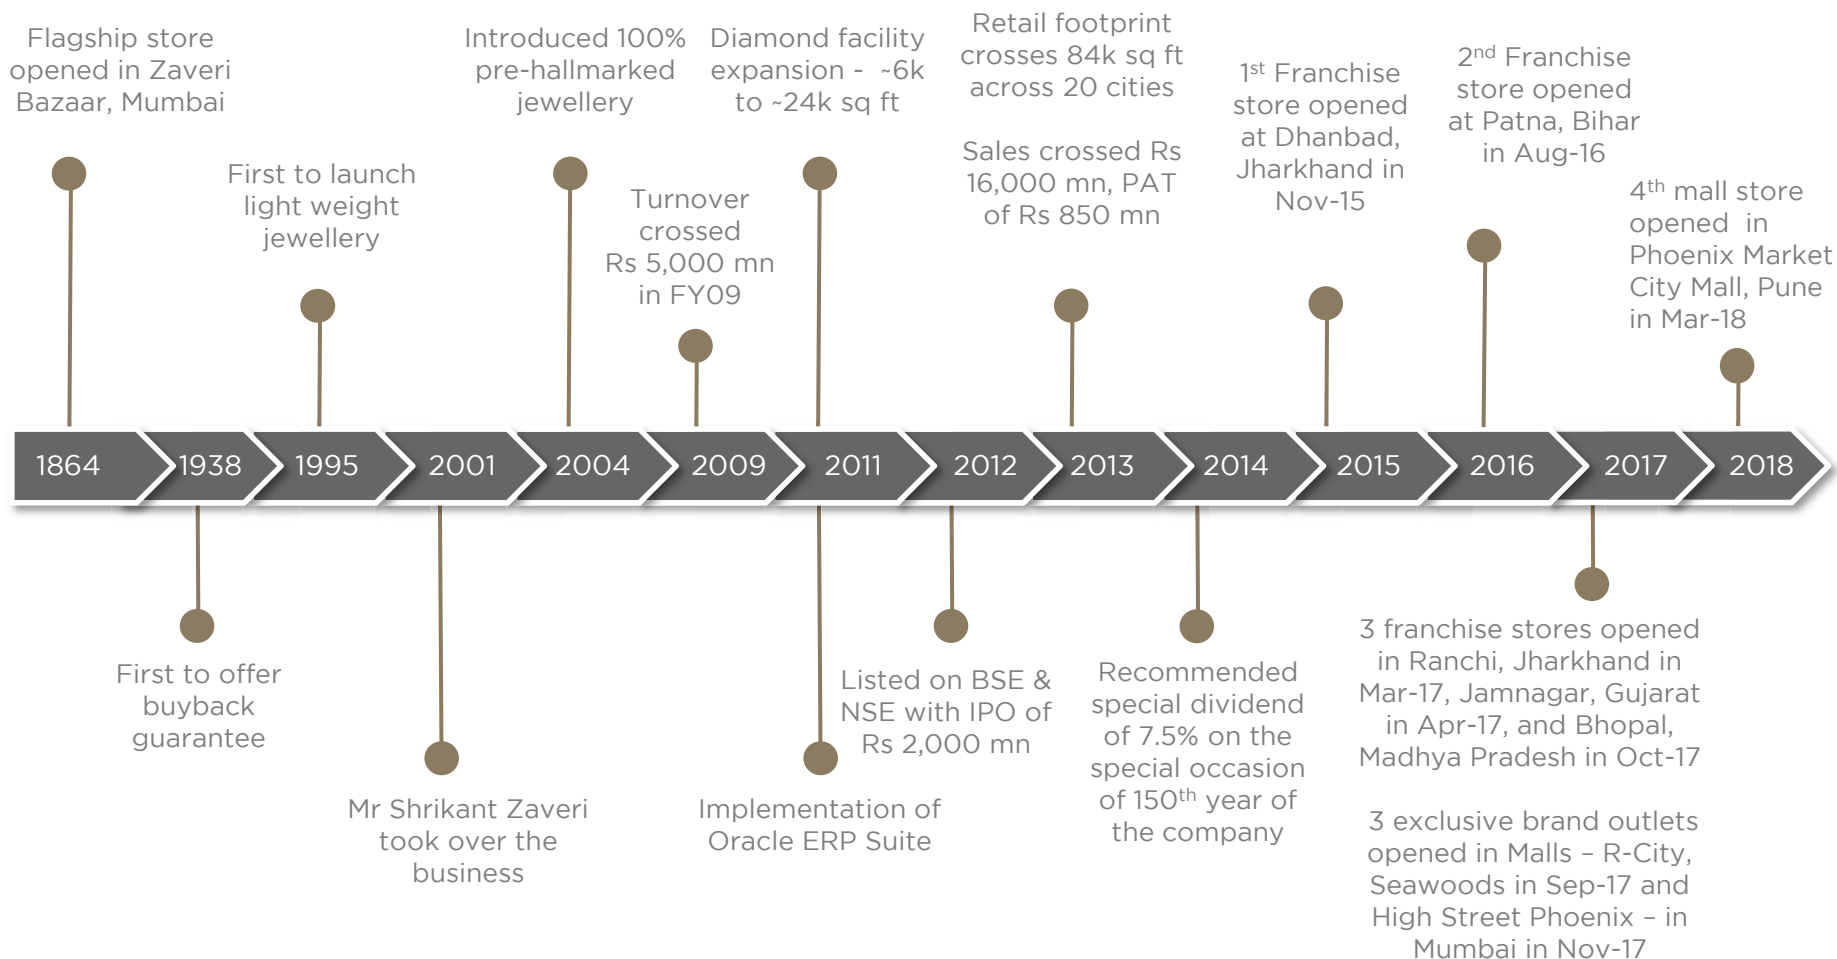 Flagship store
opened in Zaveri
Bazaar, Mumbai
First to launch
light weight
jewellery
Introduced 100%
pre-hallmarked
jewellery
Turnover
crossed
Rs 5,000 mn
in FY09
Diamond facility
expansion - ~6k
to ~24k sq ft
Retail footprint
crosses 84k sq ft
across 20 cities
Sales crossed Rs
16,000 mn, PAT
of Rs 850 mn
1st Franchise
store opened
at Dhanbad,
Jharkhand in
Nov-15
2nd Franchise
store opened
at Patna, Bihar
in Aug-16
4th mall store
opened in
Phoenix Market
City Mall, Pune
in Mar-18
1864 1938 1995 2001 2004 2009 2011 2012 2013 2014 2015 2016 2017 2018
First to offer
buyback
guarantee
Mr Shrikant Zaveri
took over the
business
Implementation of
Oracle ERP Suite
Listed on BSE &
NSE with IPO of
Rs 2,000 mn
Recommended
special dividend
of 7.5% on the
special occasion
of 150th year of
the company
3 franchise stores opened
in Ranchi, Jharkhand in
Mar-17, Jamnagar, Gujarat
in Apr-17, and Bhopal,
Madhya Pradesh in Oct-17
3 exclusive brand outlets
opened in Malls – R-City,
Seawoods in Sep-17 and
High Street Phoenix – in
Mumbai in Nov-17